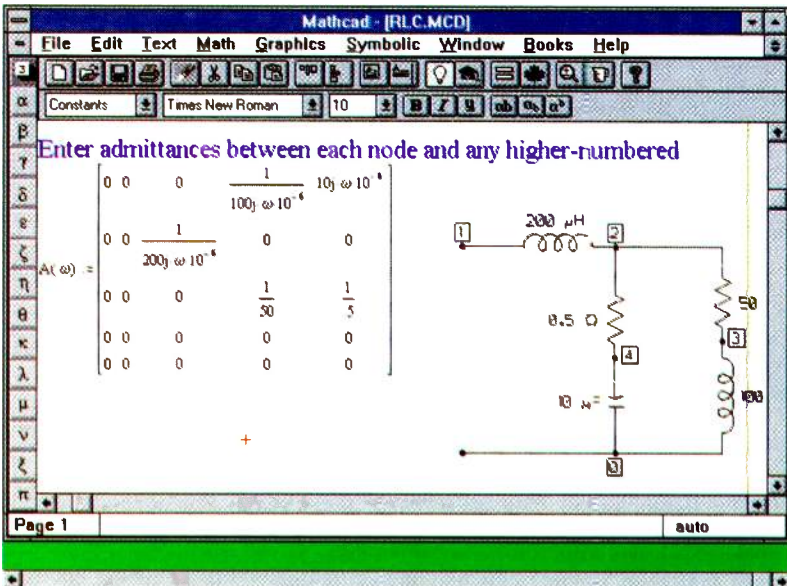 Mathcad - [RLC.MCD]
File Edit Text Math Graphics Symbolic Window Books Help
Constants Times New Roman 10 B I U
α
β
γ
δ
ε
ζ
η
θ
κ
λ
μ
ν
ξ
π
Enter admittances between each node and any higher-numbered
A(ω) :=
0 0 0 1/(100j ω 10^-6) 10j ω 10^-6
0 0 1/(200j ω 10^-6) 0 0
0 0 0 1/50 1/5
0 0 0 0 0
0 0 0 0 0
1 200 μH 2
0.5 Ω 50
4 3
10 μF 100
0
Page 1 auto